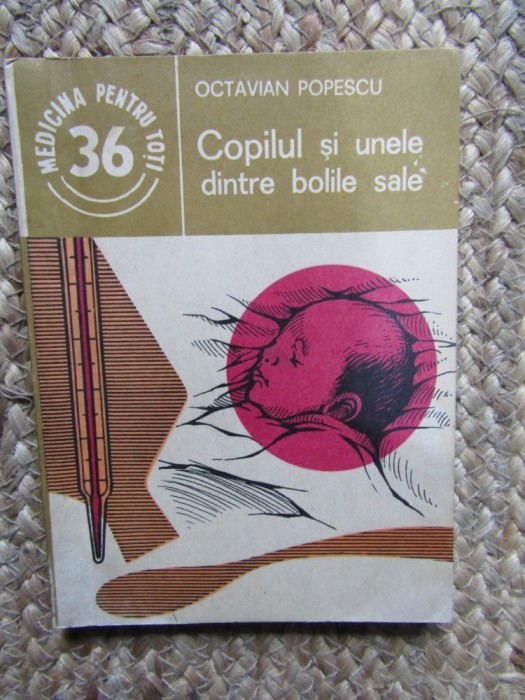 MEDICINA PENTRU TOȚI
36
OCTAVIAN POPESCU
Copilul și unele
dintre bolile sale